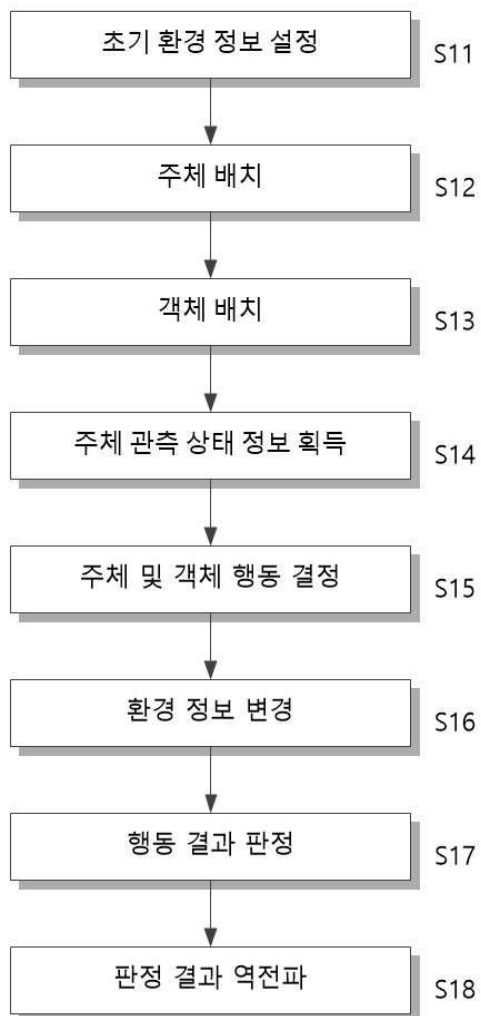 초기 환경 정보 설정
S11
주체 배치
S12
객체 배치
S13
주체 관측 상태 정보 획득
S14
주체 및 객체 행동 결정
S15
환경 정보 변경
S16
행동 결과 판정
S17
판정 결과 역전파
S18